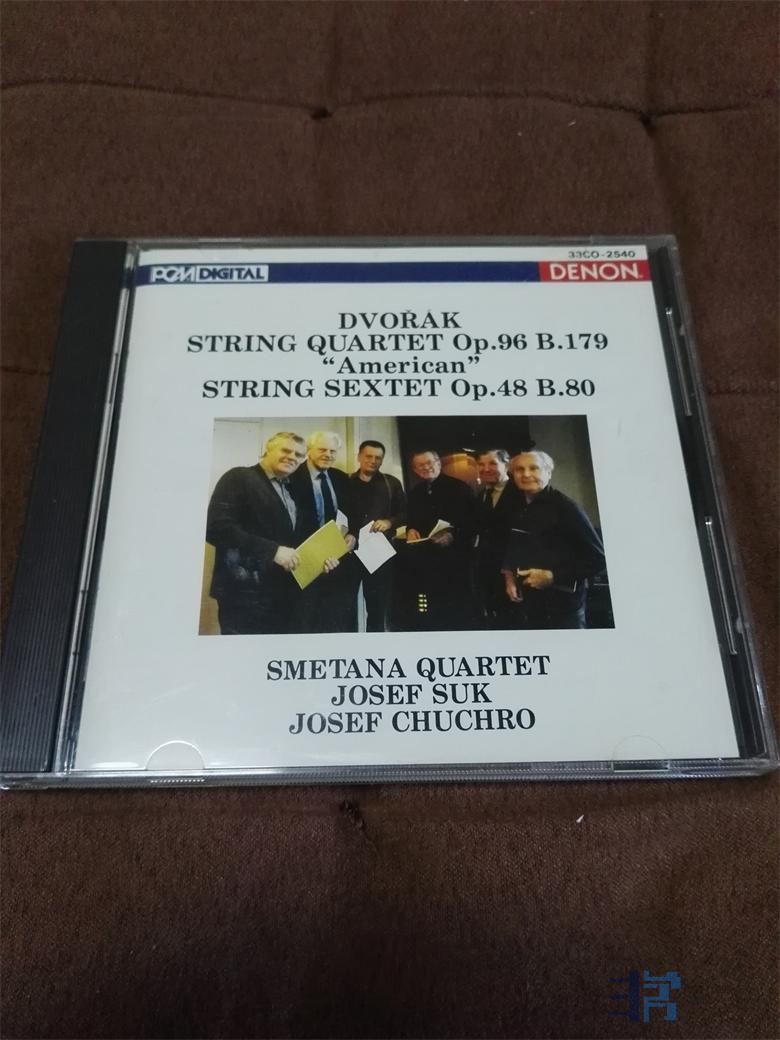 33CO-2540
PCM DIGITAL
DENON
DVOŘÁK
STRING QUARTET Op.96 B.179
“American”
STRING SEXTET Op.48 B.80
SMETANA QUARTET
JOSEF SUK
JOSEF CHUCHRO